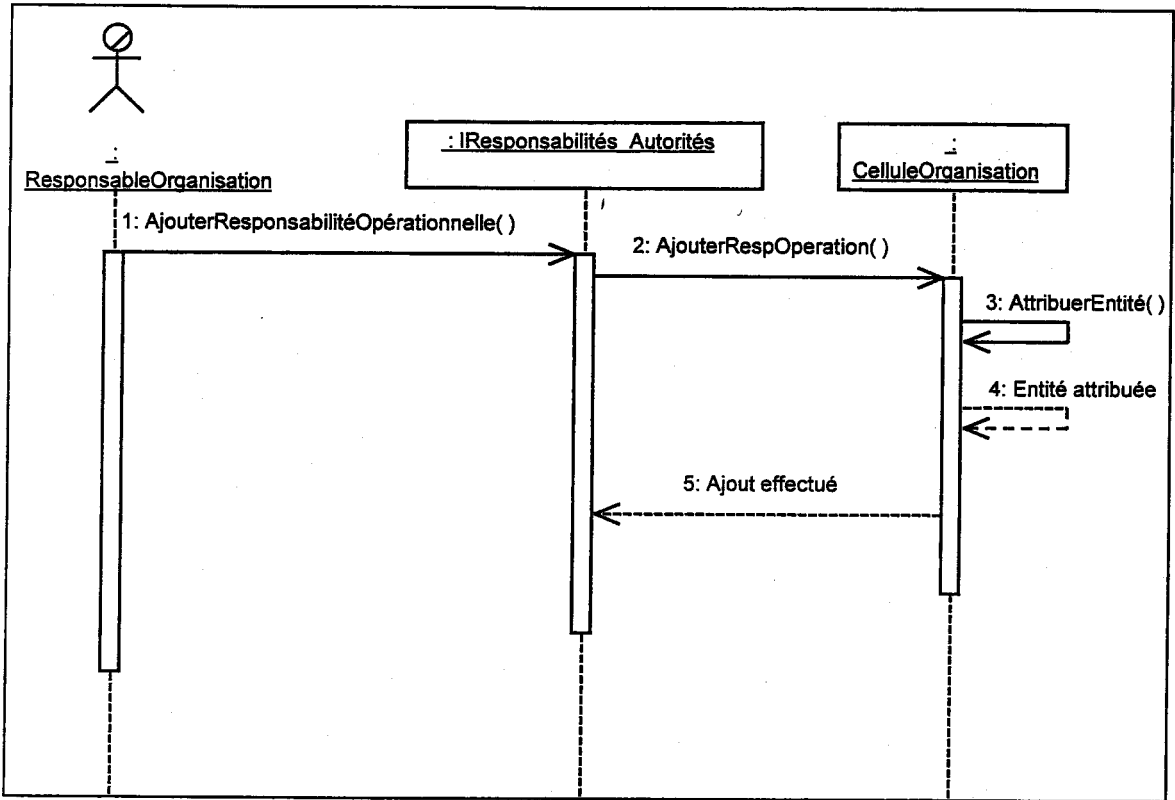 : IResponsabilités_Autorités
:
ResponsableOrganisation
:
CelluleOrganisation
1: AjouterResponsabilitéOpérationnelle( )
2: AjouterRespOperation( )
3: AttribuerEntité( )
4: Entité attribuée
5: Ajout effectué